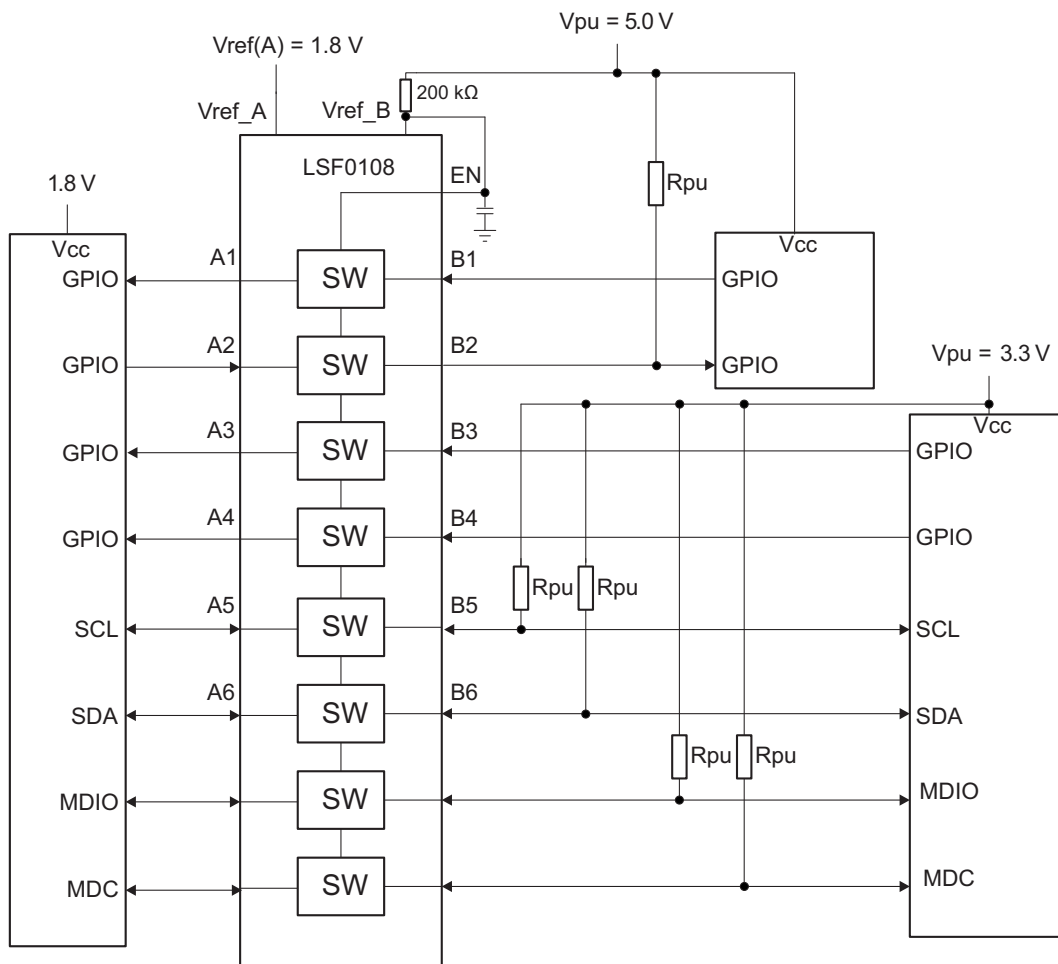 Vpu = 5.0 V
Vref(A) = 1.8 V
200 kΩ
Vref_A
Vref_B
LSF0108
EN
Rpu
1.8 V
Vcc
GPIO
A1
SW
B1
Vcc
GPIO
GPIO
A2
SW
B2
GPIO
Vpu = 3.3 V
Vcc
GPIO
A3
SW
B3
GPIO
GPIO
A4
SW
B4
GPIO
Rpu
Rpu
SCL
A5
SW
B5
SCL
SDA
A6
SW
B6
SDA
Rpu
Rpu
MDIO
SW
MDIO
MDC
SW
MDC